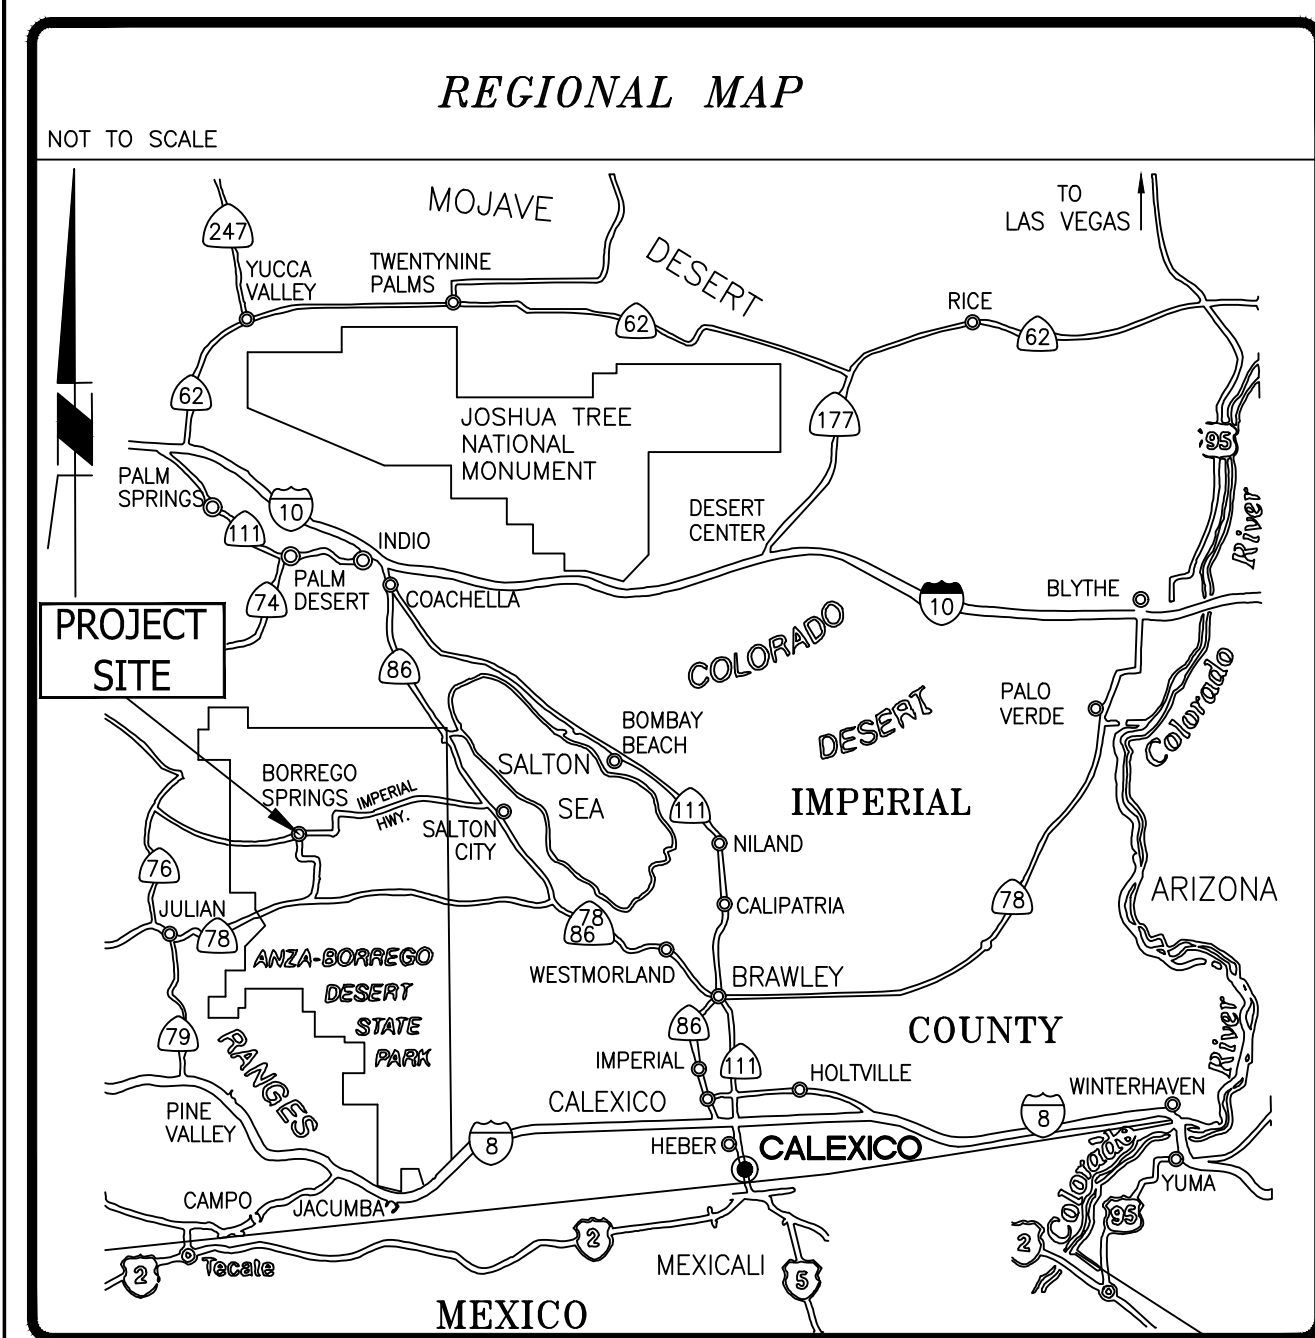 REGIONAL MAP
NOT TO SCALE
TO
LAS VEGAS
MOJAVE
DESERT
247
YUCCA
VALLEY
TWENTYNINE
PALMS
62
RICE
62
62
177
JOSHUA TREE
NATIONAL
MONUMENT
95
PALM
SPRINGS
10
111
INDIO
DESERT
CENTER
River
PALM
DESERT
74
COACHELLA
10
BLYTHE
PROJECT
SITE
86
COLORADO
DESERT
Colorado
PALO
VERDE
BOMBAY
BEACH
SALTON
SEA
BORREGO
SPRINGS
IMPERIAL
HWY.
SALTON
CITY
111
IMPERIAL
NILAND
76
JULIAN
78
78
86
CALIPATRIA
78
ARIZONA
ANZA-BORREGO
DESERT
STATE
PARK
WESTMORLAND
BRAWLEY
79
RANGES
86
COUNTY
River
IMPERIAL
111
HOLTVILLE
WINTERHAVEN
CALEXICO
PINE
VALLEY
8
8
HEBER
CALEXICO
Colorado
YUMA
CAMPO
JACUMBA
95
2
2
2
Tecate
MEXICALI
5
MEXICO